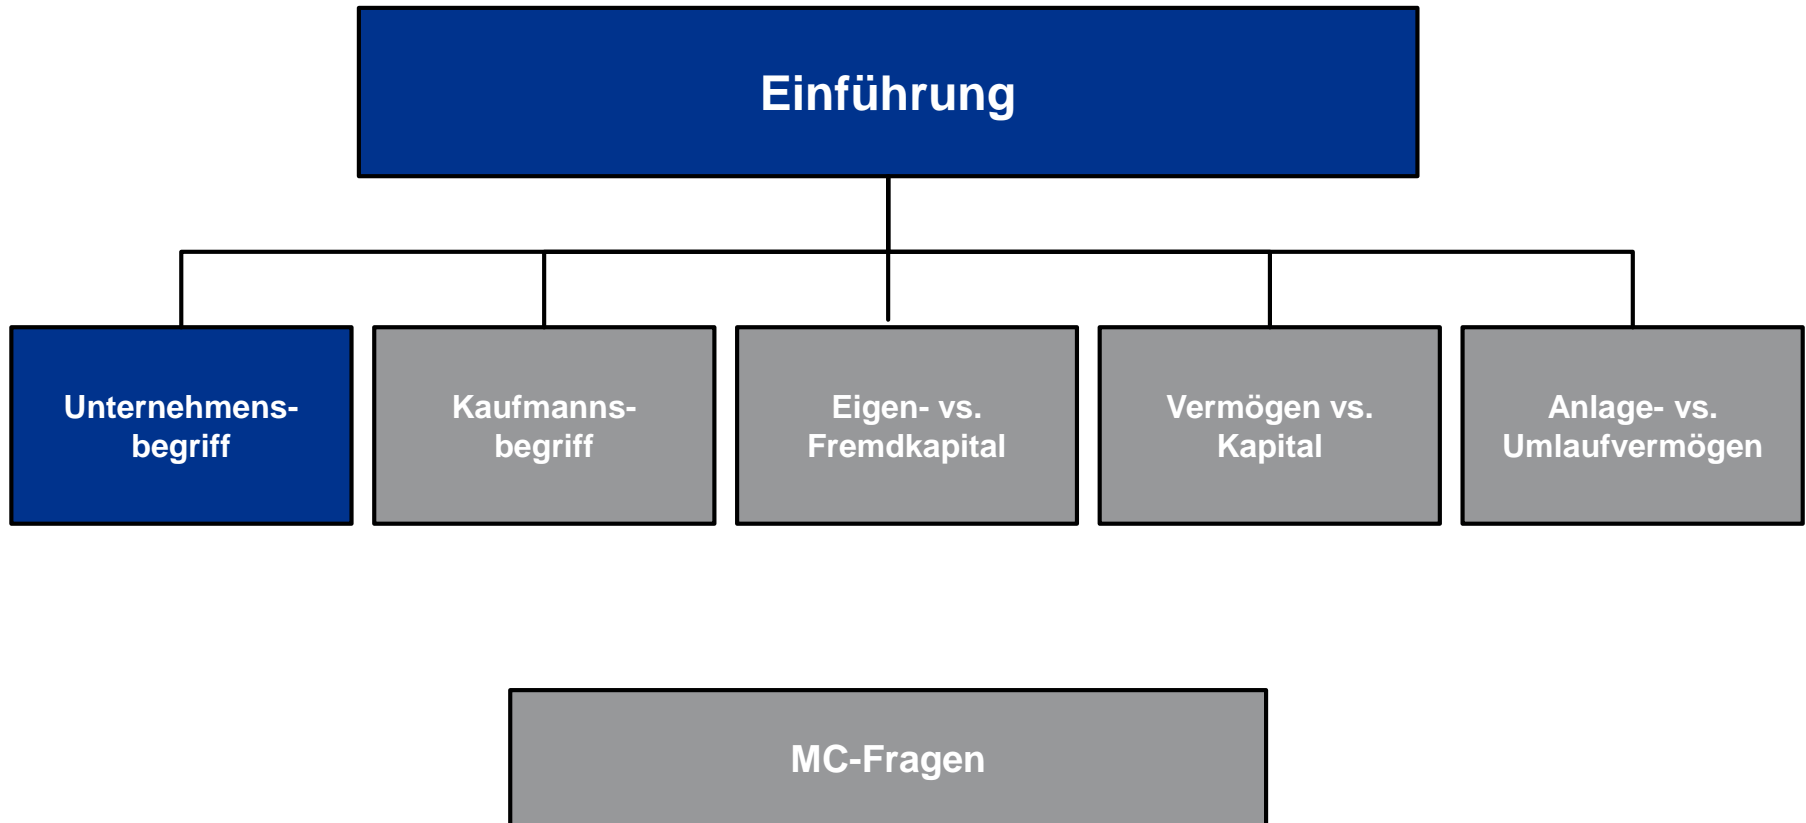 Einführung
Unternehmens-
begriff
Kaufmanns-
begriff
Eigen- vs.
Fremdkapital
Vermögen vs.
Kapital
Anlage- vs.
Umlaufvermögen
MC-Fragen